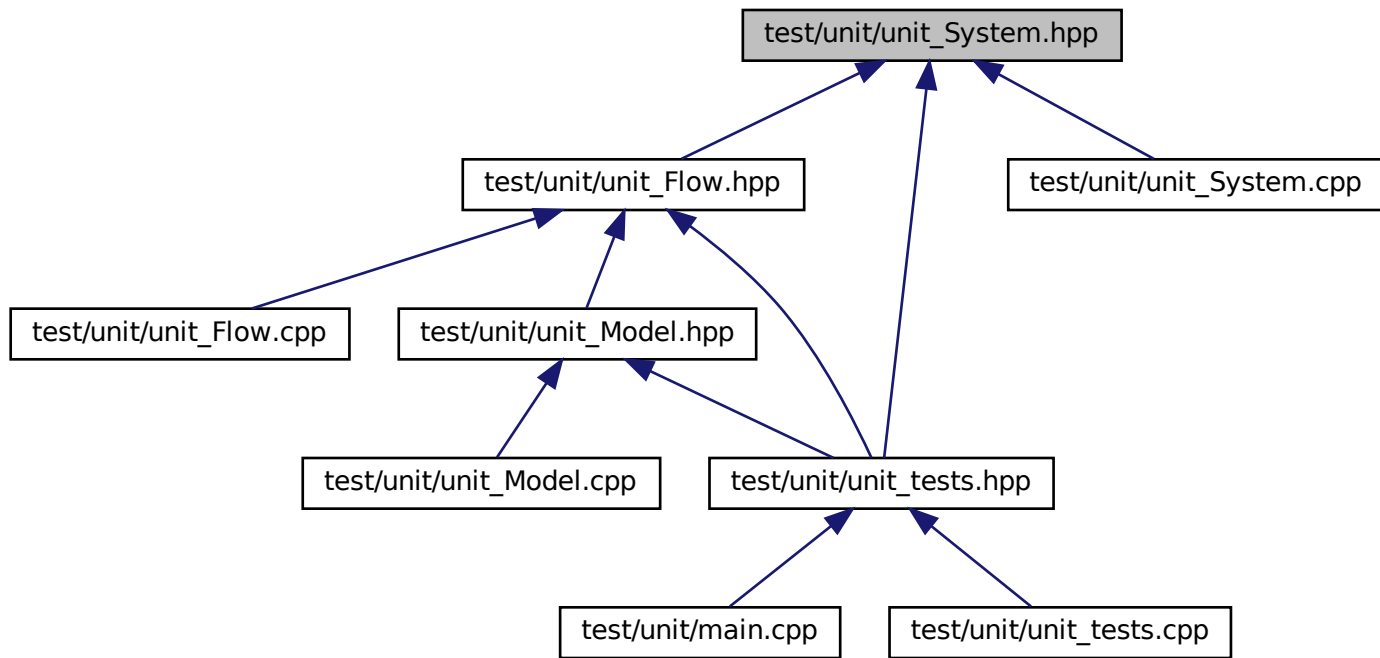 test/unit/unit_System.hpp
test/unit/unit_Flow.hpp
test/unit/unit_System.cpp
test/unit/unit_Flow.cpp
test/unit/unit_Model.hpp
test/unit/unit_Model.cpp
test/unit/unit_tests.hpp
test/unit/main.cpp
test/unit/unit_tests.cpp